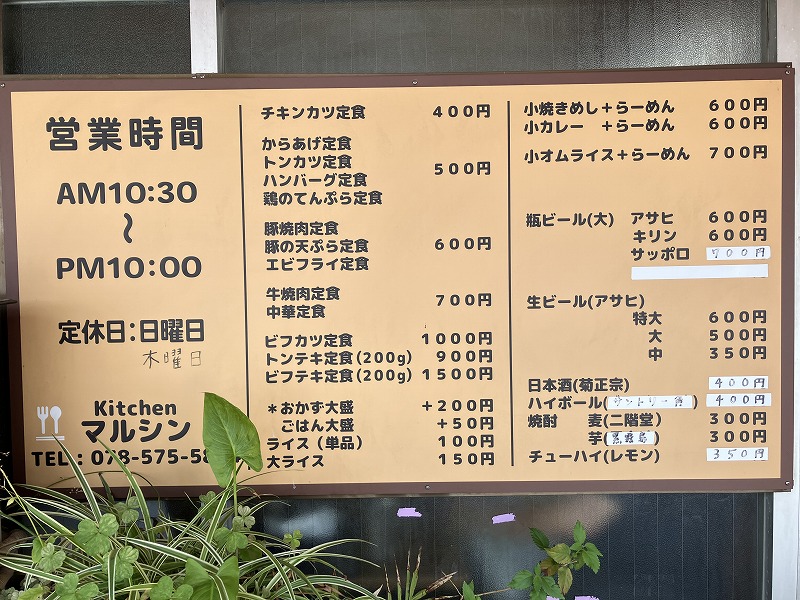 営業時間
AM10:30
〜
PM10:00
定休日:日曜日
木曜日
Kitchen
マルシン
TEL:078-575-58
チキンカツ定食 400円
からあげ定食
トンカツ定食
ハンバーグ定食
鶏のてんぷら定食
500円
豚焼肉定食
豚の天ぷら定食
エビフライ定食
600円
牛焼肉定食
中華定食
700円
ビフカツ定食 1000円
トンテキ定食(200g) 900円
ビフテキ定食(200g) 1500円
*おかず大盛 +200円
ごはん大盛 +50円
ライス(単品) 100円
大ライス 150円
小焼きめし+らーめん 600円
小カレー +らーめん 600円
小オムライス+らーめん 700円
瓶ビール(大) アサヒ 600円
キリン 600円
サッポロ 700円
生ビール(アサヒ)
特大 600円
大 500円
中 350円
日本酒(菊正宗) 400円
ハイボール(サントリー角) 400円
焼酎 麦(二階堂) 300円
芋(黒霧島) 300円
チューハイ(レモン) 350円